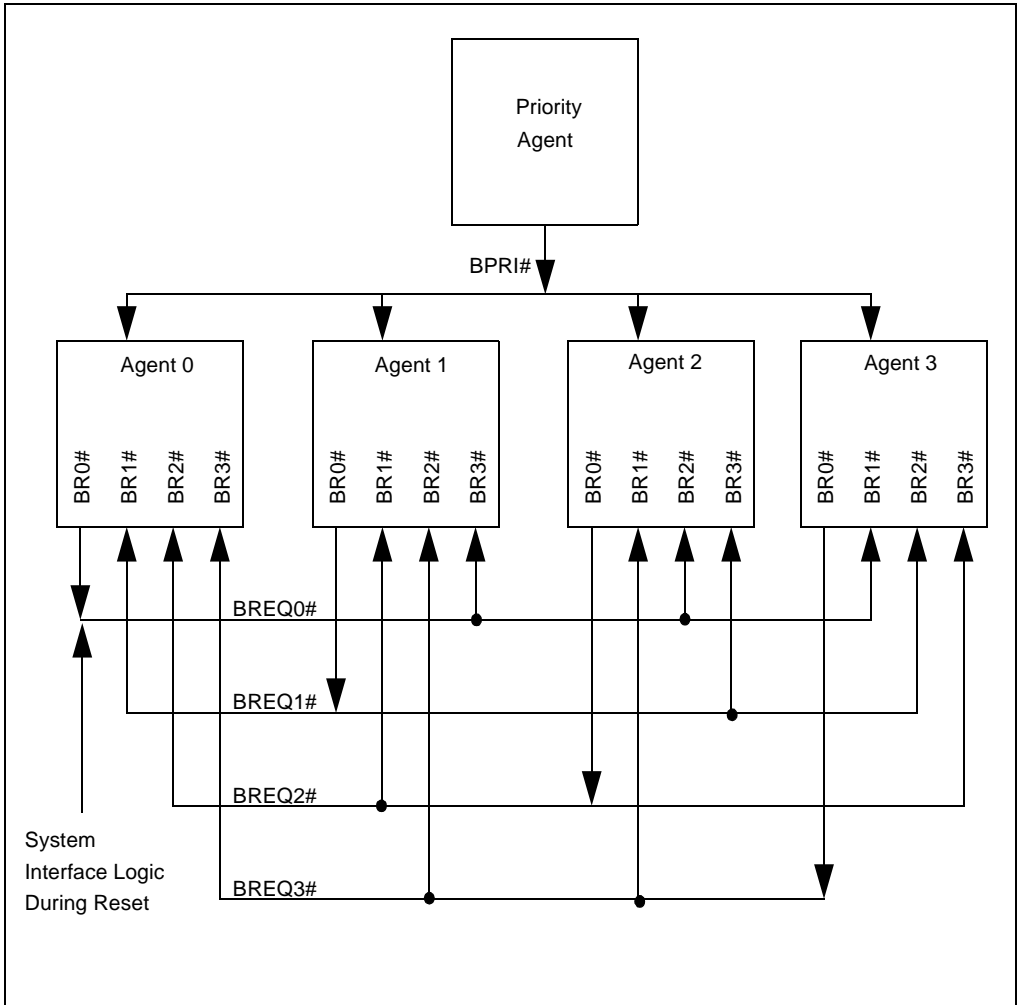 Priority
Agent
BPRI#
Agent 0
Agent 1
Agent 2
Agent 3
BR0#
BR1#
BR2#
BR3#
BR0#
BR1#
BR2#
BR3#
BR0#
BR1#
BR2#
BR3#
BR0#
BR1#
BR2#
BR3#
BREQ0#
BREQ1#
BREQ2#
BREQ3#
System
Interface Logic
During Reset